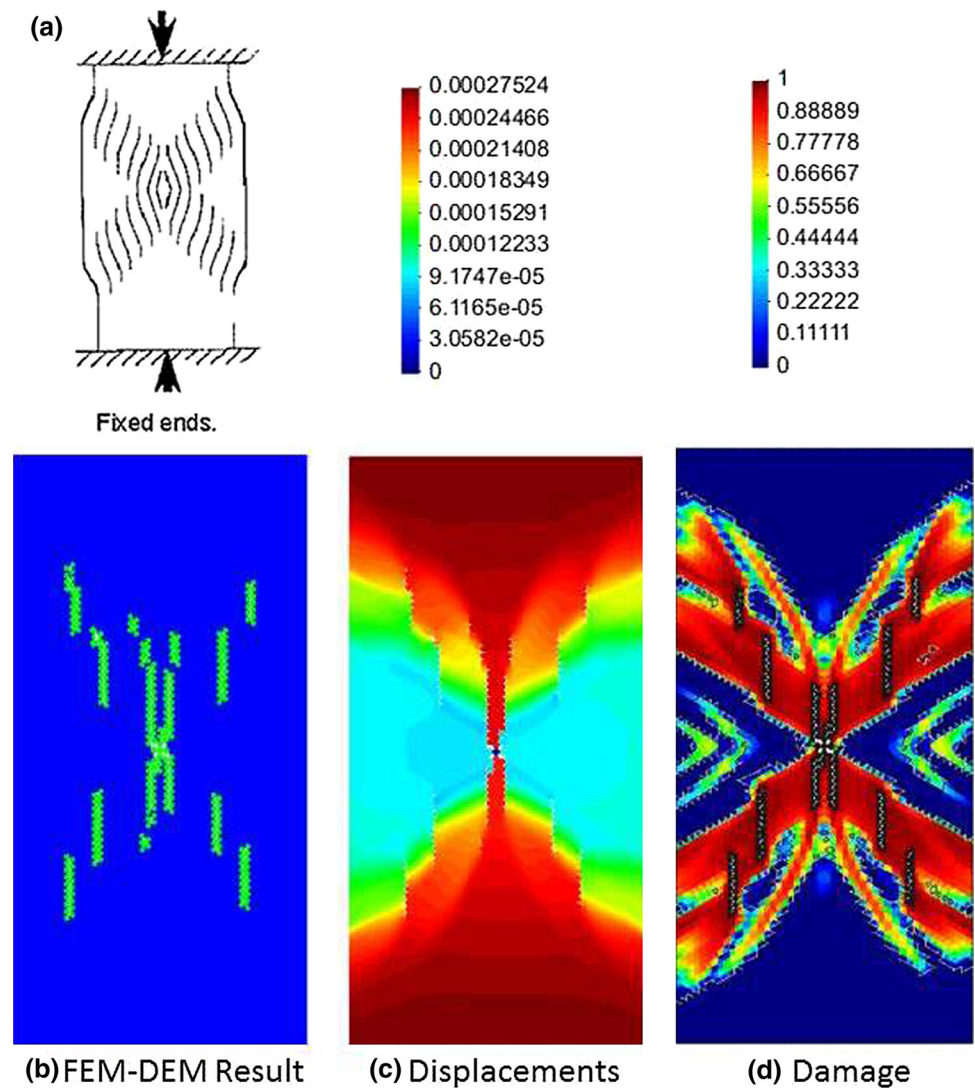 (a)
Fixed ends.
0.00027524
0.00024466
0.00021408
0.00018349
0.00015291
0.00012233
9.1747e-05
6.1165e-05
3.0582e-05
0
1
0.88889
0.77778
0.66667
0.55556
0.44444
0.33333
0.22222
0.11111
0
(b) FEM-DEM Result
(c) Displacements
(d) Damage